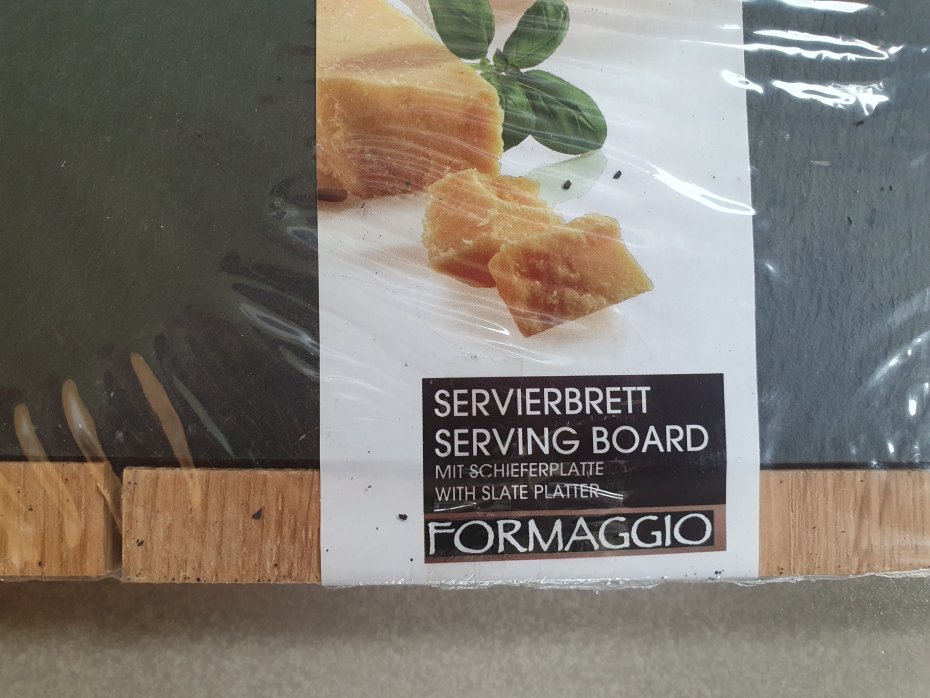 SERVIERBRETT
SERVING BOARD
MIT SCHIEFERPLATTE
WITH SLATE PLATTER
FORMAGGIO